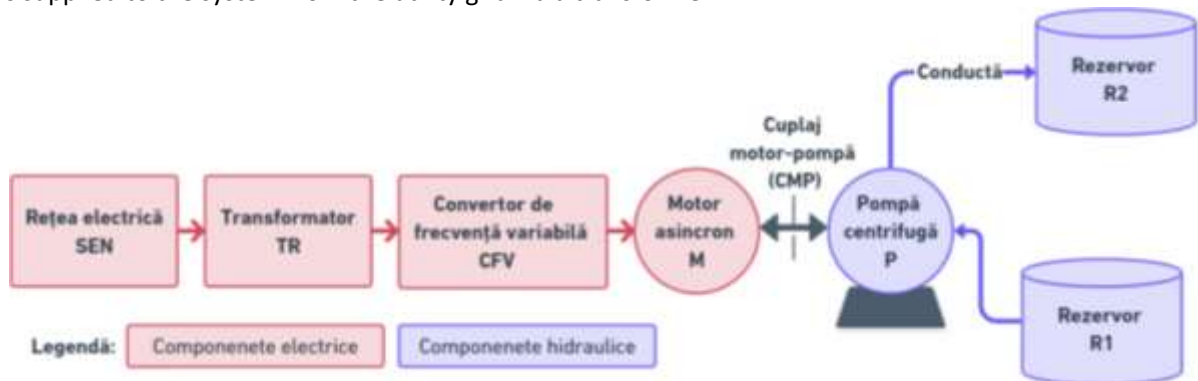 Conductă
Rezervor
R2
Cuplaj
motor-pompă
(CMP)
Rețea electrică
SEN
Transformator
TR
Convertor de
frecvență variabilă
CFV
Motor
asincron
M
Pompă
centrifugă
P
Rezervor
R1
Legendă:
Componenete electrice
Componenete hidraulice